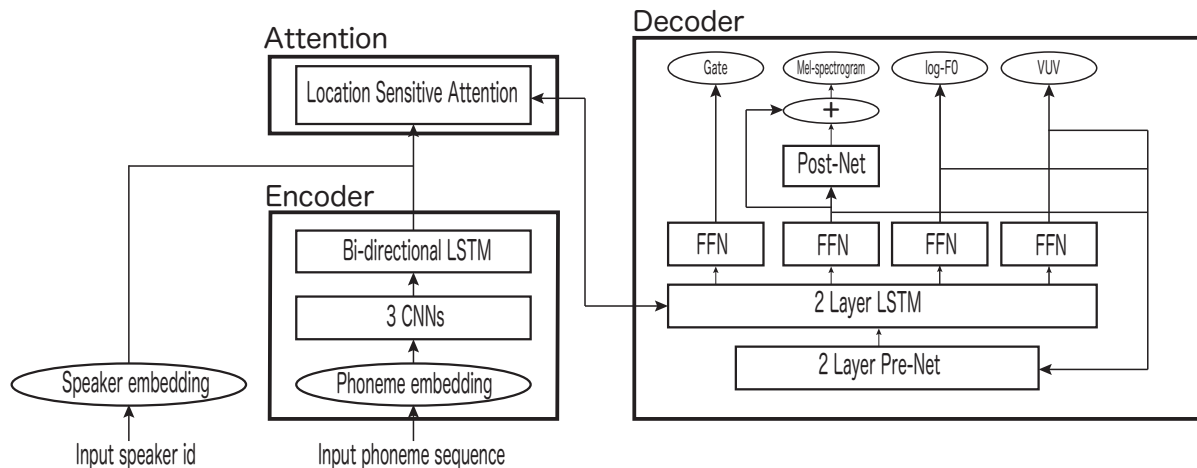 Attention
Location Sensitive Attention
Encoder
Bi-directional LSTM
3 CNNs
Speaker embedding
Phoneme embedding
Input speaker id
Input phoneme sequence
Decoder
Gate
Mel-spectrogram
log-F0
VUV
+
Post-Net
FFN
FFN
FFN
FFN
2 Layer LSTM
2 Layer Pre-Net